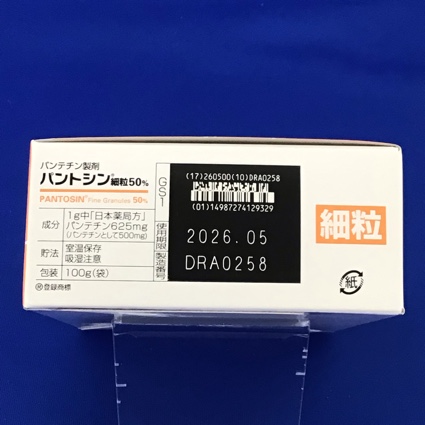 パンテチン製剤
パントシン®細粒50%
PANTOSIN® Fine Granules 50%
成分 1g中「日本薬局方」
パンテチン625mg
(パンテチンとして500mg)
貯法 室温保存
吸湿注意
包装 100g(袋)
®登録商標
GS1
(17)260500(10)DRA0258
(01)14987274129329
使用期限 2026.05
製造番号 DRA0258
細粒
紙